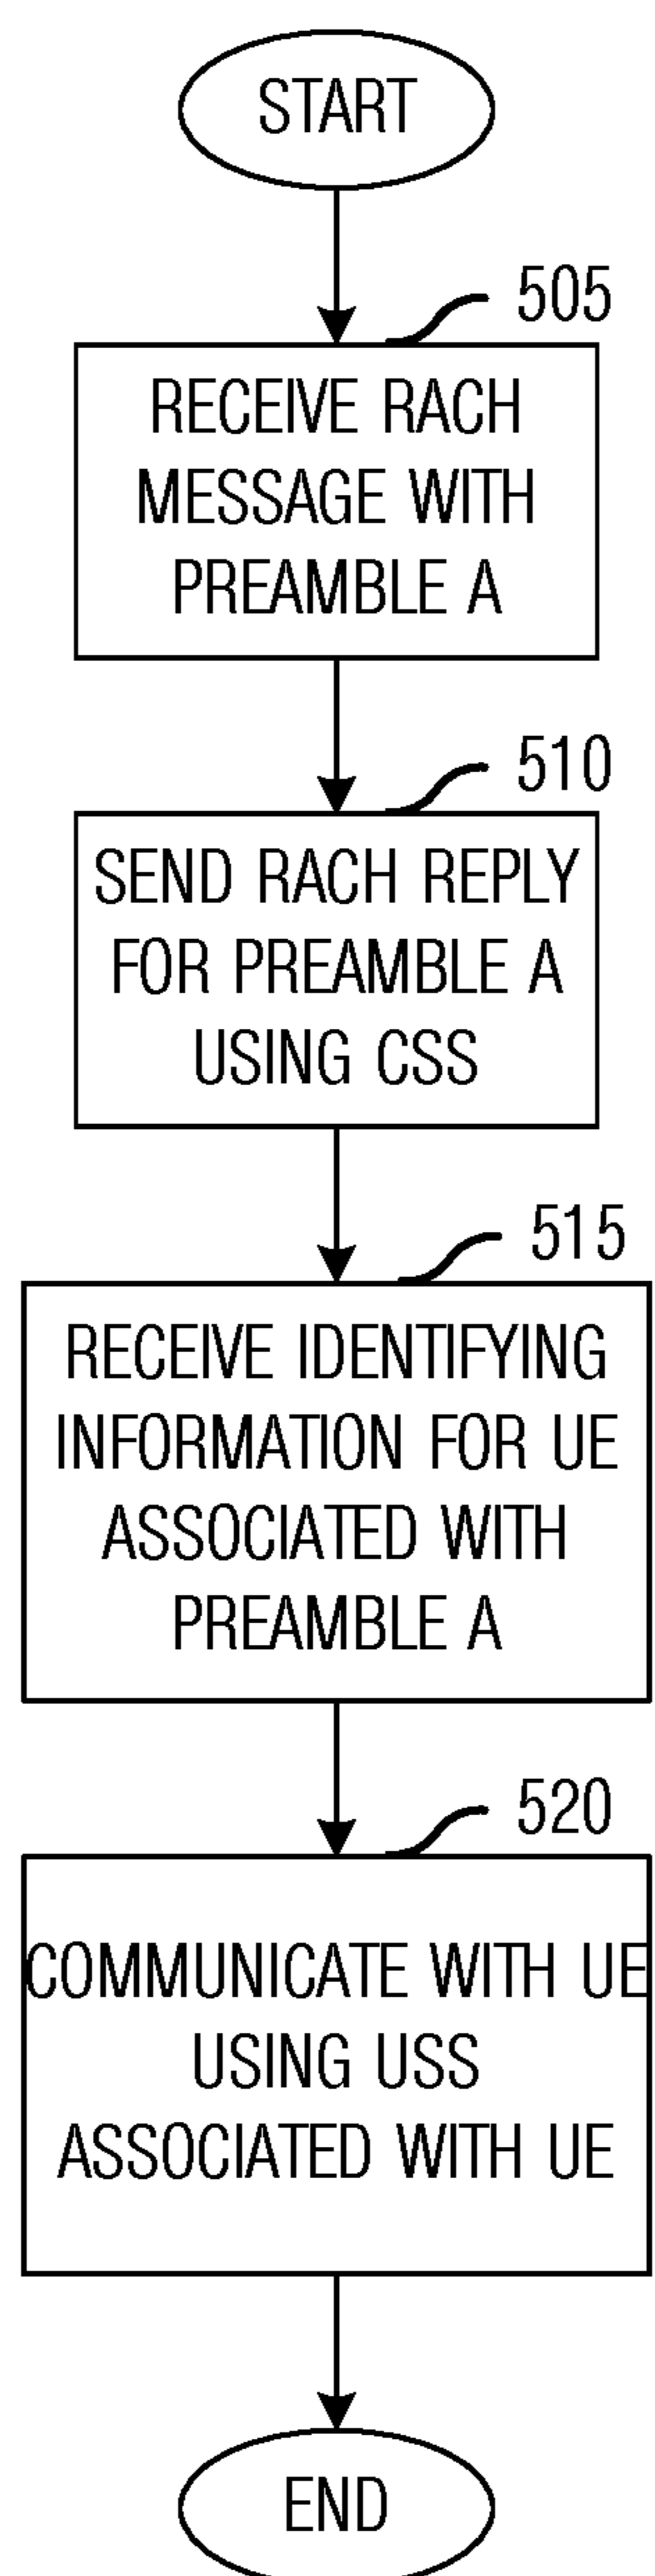 START
505
RECEIVE RACH
MESSAGE WITH
PREAMBLE A
510
SEND RACH REPLY
FOR PREAMBLE A
USING CSS
515
RECEIVE IDENTIFYING
INFORMATION FOR UE
ASSOCIATED WITH
PREAMBLE A
520
COMMUNICATE WITH UE
USING USS
ASSOCIATED WITH UE
END